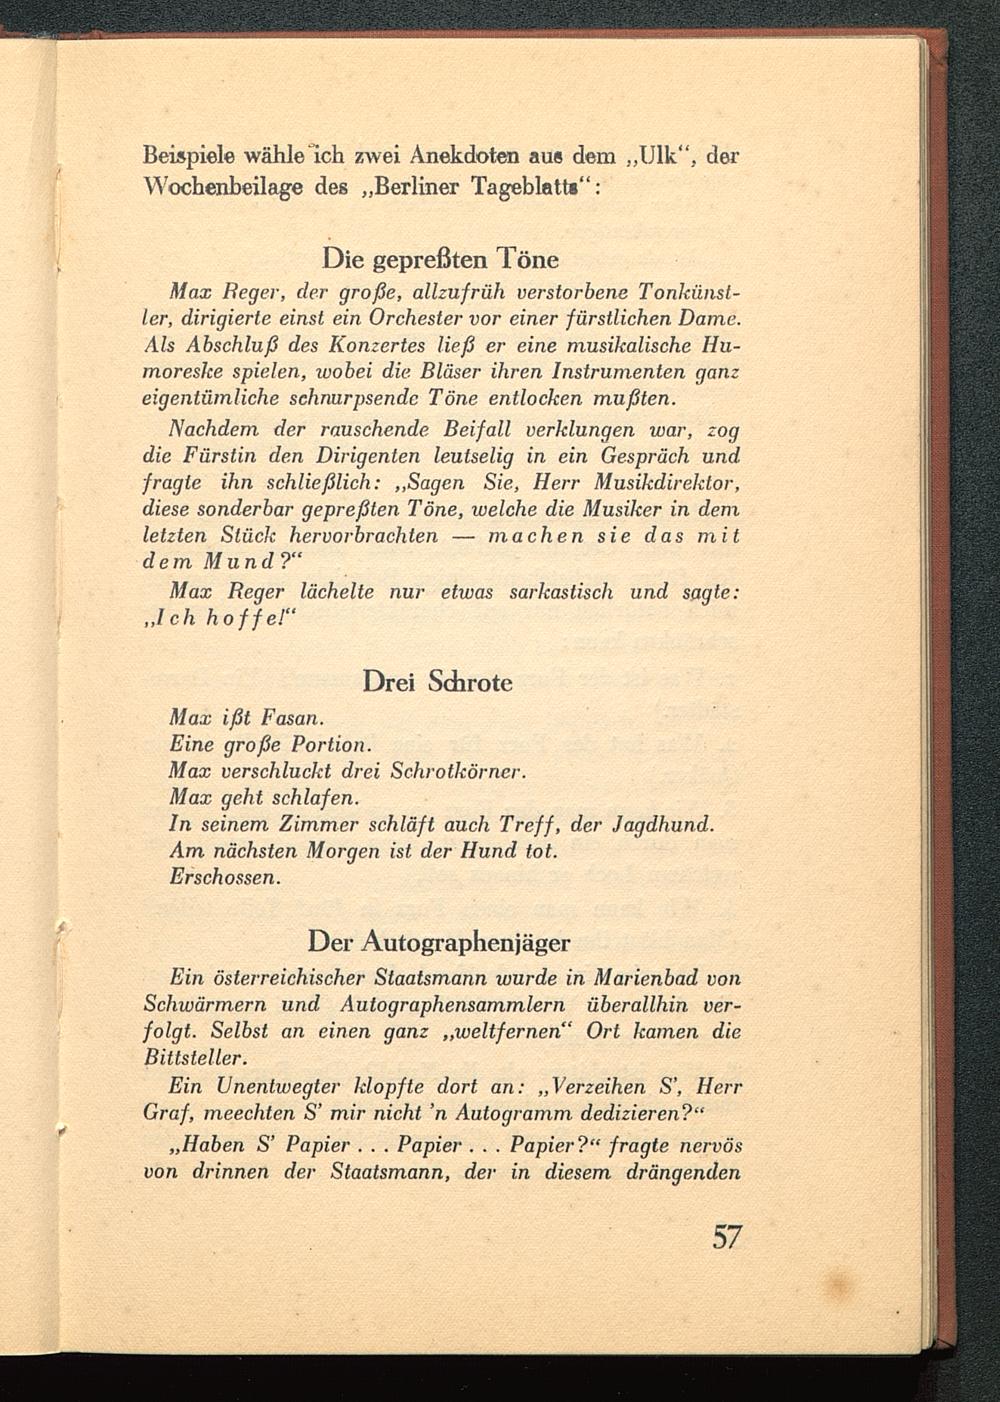 Beispiele wähle ich zwei Anekdoten aus dem „Ulk“, der
Wochenbeilage des „Berliner Tageblatts“:
Die gepreßten Töne
Max Reger, der große, allzufrüh verstorbene Tonkünst-
ler, dirigierte einst ein Orchester vor einer fürstlichen Dame.
Als Abschluß des Konzertes ließ er eine musikalische Hu-
moreske spielen, wobei die Bläser ihren Instrumenten ganz
eigentümliche schnurpsende Töne entlocken mußten.
Nachdem der rauschende Beifall verklungen war, zog
die Fürstin den Dirigenten leutselig in ein Gespräch und
fragte ihn schließlich: „Sagen Sie, Herr Musikdirektor,
diese sonderbar gepreßten Töne, welche die Musiker in dem
letzten Stück hervorbrachten — machen sie das mit
dem Mund?“
Max Reger lächelte nur etwas sarkastisch und sagte:
„Ich hoffe!“
Drei Schrote
Max ißt Fasan.
Eine große Portion.
Max verschluckt drei Schrotkörner.
Max geht schlafen.
In seinem Zimmer schläft auch Treff, der Jagdhund.
Am nächsten Morgen ist der Hund tot.
Erschossen.
Der Autographenjäger
Ein österreichischer Staatsmann wurde in Marienbad von
Schwärmern und Autographensammlern überallhin ver-
folgt. Selbst an einen ganz „weltfernen“ Ort kamen die
Bittsteller.
Ein Unentwegter klopfte dort an: „Verzeihen S’, Herr
Graf, meechten S’ mir nicht ’n Autogramm dedizieren?“
„Haben S’ Papier . . . Papier . . . Papier?“ fragte nervös
von drinnen der Staatsmann, der in diesem drängenden
57